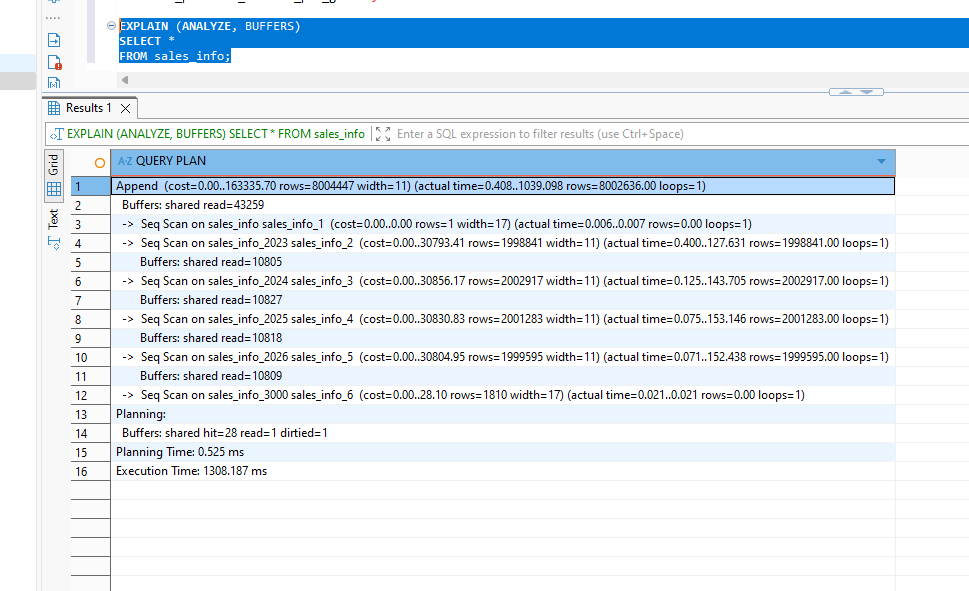 EXPLAIN (ANALYZE, BUFFERS)
SELECT *
FROM sales_info;
Results 1
EXPLAIN (ANALYZE, BUFFERS) SELECT * FROM sales_info
Enter a SQL expression to filter results (use Ctrl+Space)
Grid
Text
A-Z QUERY PLAN
1 Append (cost=0.00..163335.70 rows=8004447 width=11) (actual time=0.408..1039.098 rows=8002636.00 loops=1)
2 Buffers: shared read=43259
3 -> Seq Scan on sales_info sales_info_1 (cost=0.00..0.00 rows=1 width=17) (actual time=0.006..0.007 rows=0.00 loops=1)
4 -> Seq Scan on sales_info_2023 sales_info_2 (cost=0.00..30793.41 rows=1998841 width=11) (actual time=0.400..127.631 rows=1998841.00 loops=1)
5 Buffers: shared read=10805
6 -> Seq Scan on sales_info_2024 sales_info_3 (cost=0.00..30856.17 rows=2002917 width=11) (actual time=0.125..143.705 rows=2002917.00 loops=1)
7 Buffers: shared read=10827
8 -> Seq Scan on sales_info_2025 sales_info_4 (cost=0.00..30830.83 rows=2001283 width=11) (actual time=0.075..153.146 rows=2001283.00 loops=1)
9 Buffers: shared read=10818
10 -> Seq Scan on sales_info_2026 sales_info_5 (cost=0.00..30804.95 rows=1999595 width=11) (actual time=0.071..152.438 rows=1999595.00 loops=1)
11 Buffers: shared read=10809
12 -> Seq Scan on sales_info_3000 sales_info_6 (cost=0.00..28.10 rows=1810 width=17) (actual time=0.021..0.021 rows=0.00 loops=1)
13 Planning:
14 Buffers: shared hit=28 read=1 dirtied=1
15 Planning Time: 0.525 ms
16 Execution Time: 1308.187 ms